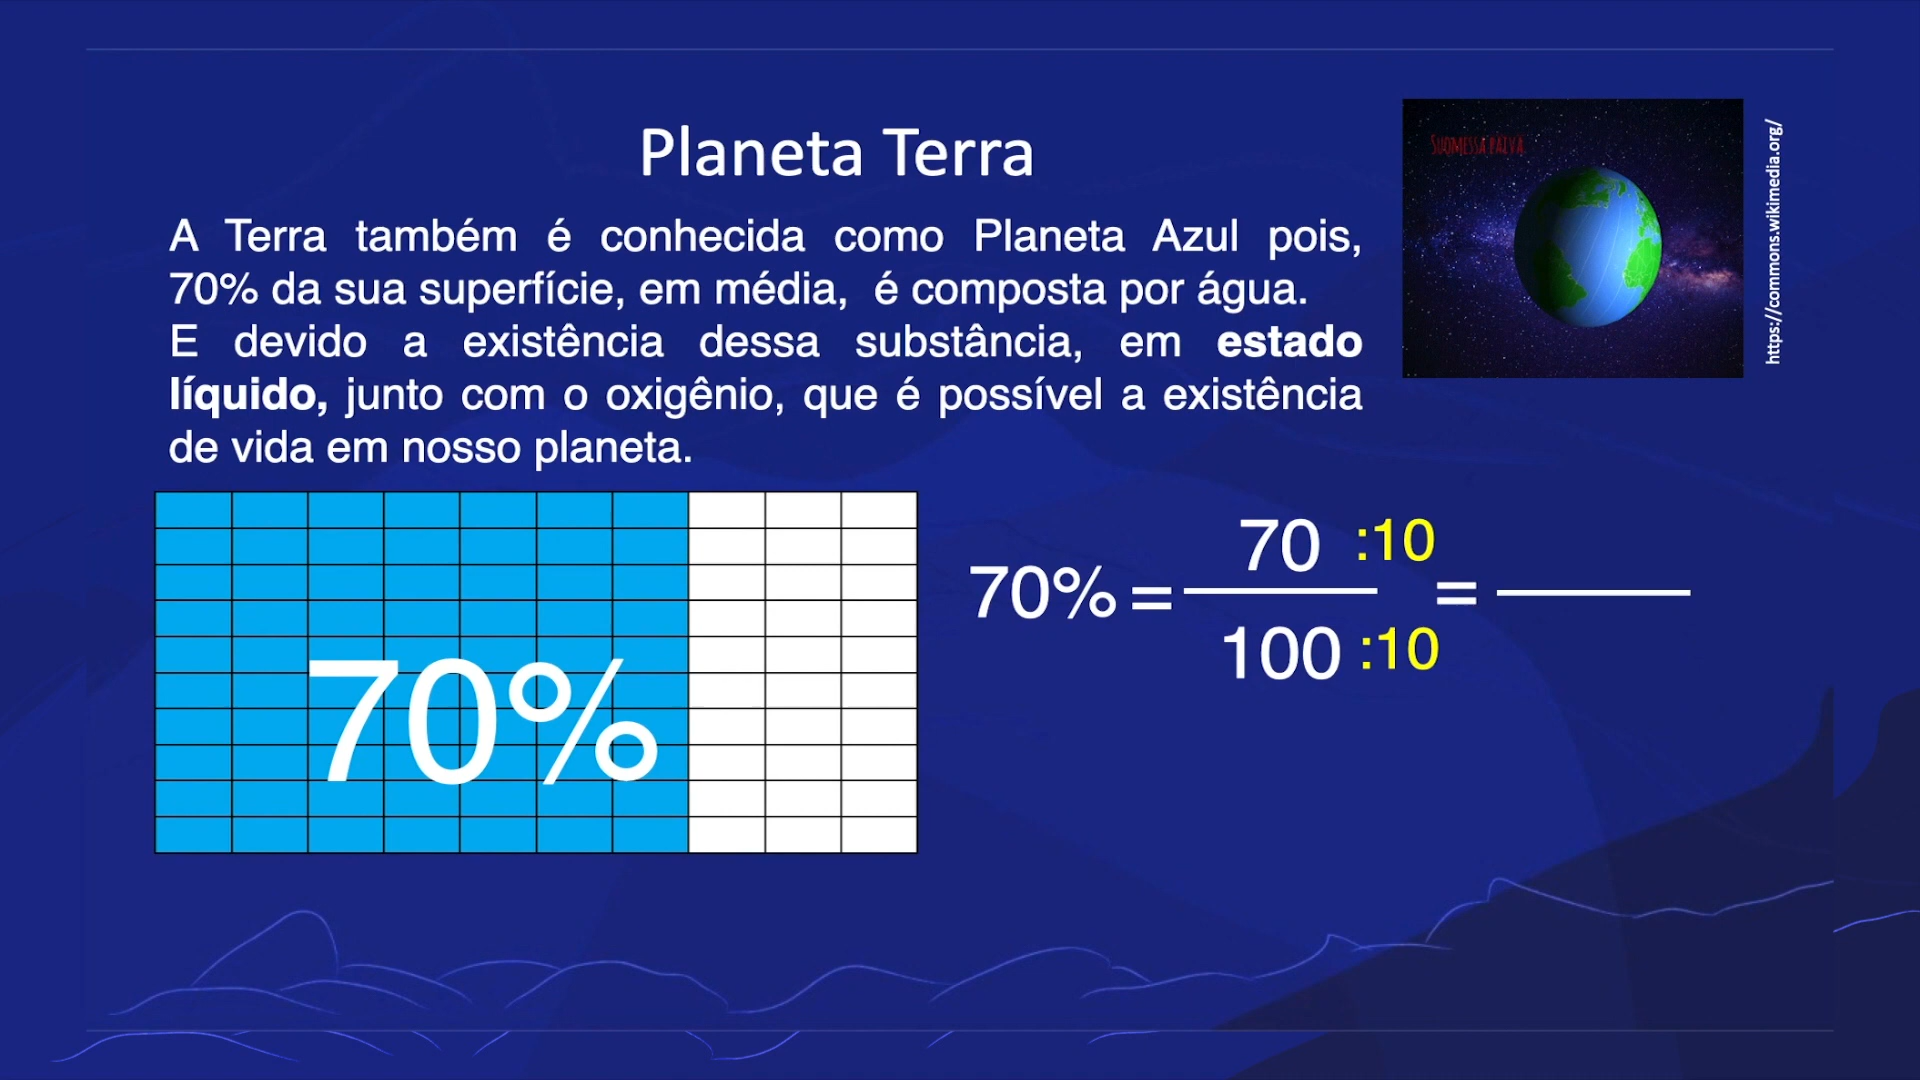 Planeta Terra
A Terra também é conhecida como Planeta Azul pois,
70% da sua superfície, em média, é composta por água.
E devido a existência dessa substância, em estado
líquido, junto com o oxigênio, que é possível a existência
de vida em nosso planeta.
SUOMESSA PÄIVÄ
https://commons.wikimedia.org/
70%
70% = 70 :10 =
100 :10